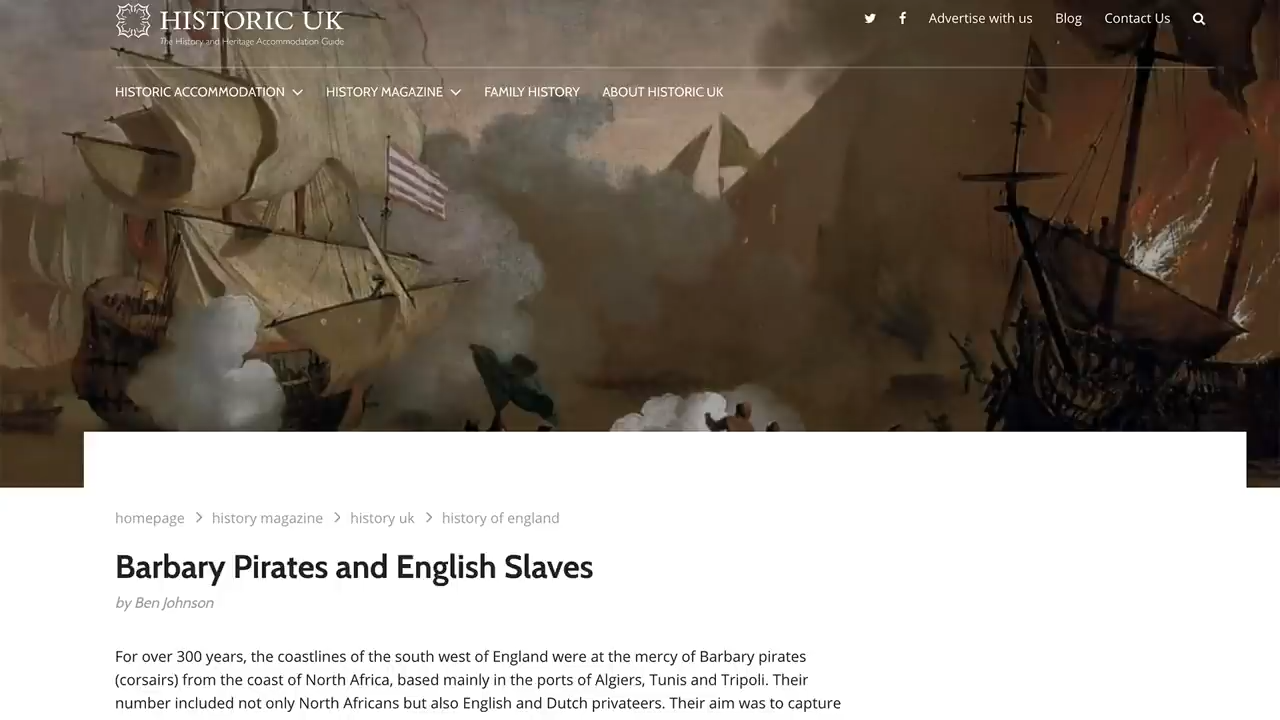 HISTORIC UK
The History and Heritage Accommodation Guide
Advertise with us Blog Contact Us
HISTORIC ACCOMMODATION HISTORY MAGAZINE FAMILY HISTORY ABOUT HISTORIC UK
homepage > history magazine > history uk > history of england
Barbary Pirates and English Slaves
by Ben Johnson
For over 300 years, the coastlines of the south west of England were at the mercy of Barbary pirates
(corsairs) from the coast of North Africa, based mainly in the ports of Algiers, Tunis and Tripoli. Their
number included not only North Africans but also English and Dutch privateers. Their aim was to capture